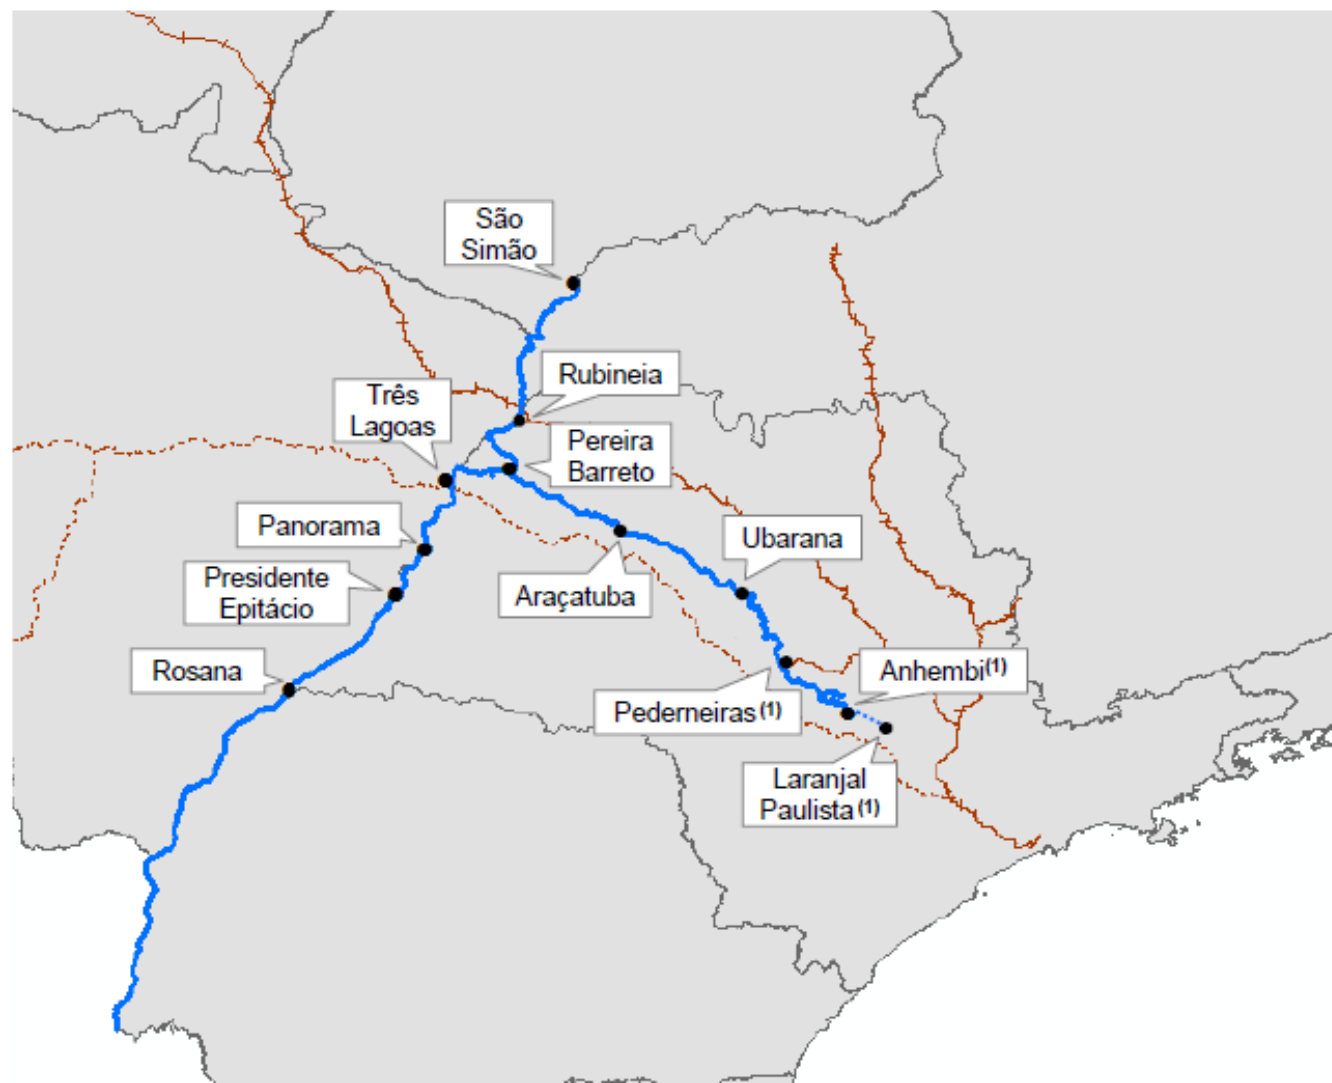 São
Simão
Rubineia
Três
Lagoas
Pereira
Barreto
Panorama
Ubarana
Presidente
Epitácio
Araçatuba
Rosana
Anhembi(1)
Pederneiras(1)
Laranjal
Paulista(1)